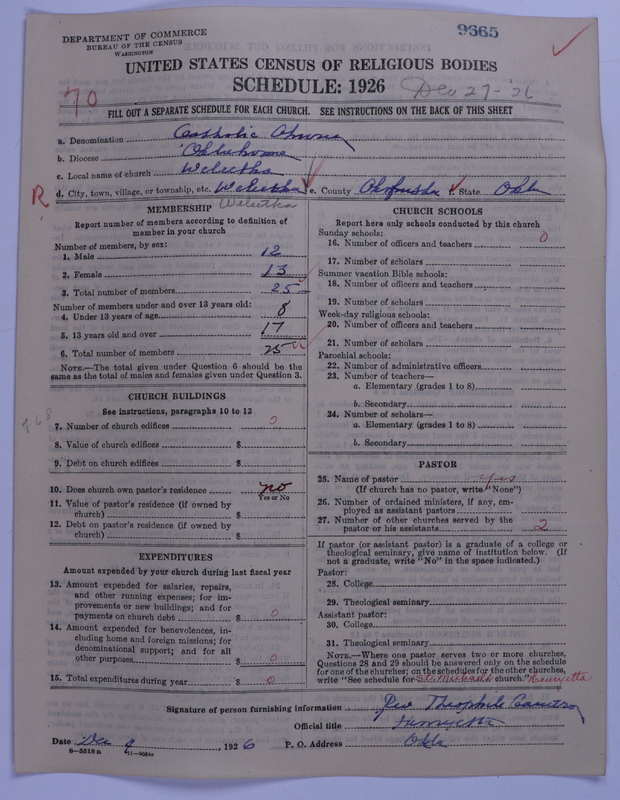 DEPARTMENT OF COMMERCE
BUREAU OF THE CENSUS
WASHINGTON
9365
UNITED STATES CENSUS OF RELIGIOUS BODIES
SCHEDULE: 1926
Dec 27-'26
70
FILL OUT A SEPARATE SCHEDULE FOR EACH CHURCH. SEE INSTRUCTIONS ON THE BACK OF THIS SHEET
a. Denomination Catholic Church
b. Diocese Oklahoma
c. Local name of church Weleetka
d. City, town, village, or township, etc. Weleetka e. County Okfuskee f. State Okla
R
MEMBERSHIP
Report number of members according to definition of
member in your church
Number of members, by sex:
1. Male 12
2. Female 13
3. Total number of members 25
Number of members under and over 13 years old:
4. Under 13 years of age 8
5. 13 years old and over 17
6. Total number of members 25
NOTE.—The total given under Question 6 should be the
same as the total of males and females given under Question 3.
CHURCH BUILDINGS
See instructions, paragraphs 10 to 12
7. Number of church edifices 0
8. Value of church edifices $
9. Debt on church edifices $
10. Does church own pastor's residence no
Yes or No
11. Value of pastor's residence (if owned by
church) $
12. Debt on pastor's residence (if owned by
church) $
EXPENDITURES
Amount expended by your church during last fiscal year
13. Amount expended for salaries, repairs,
and other running expenses; for im-
provements or new buildings; and for
payments on church debt $ 0
14. Amount expended for benevolences, in-
cluding home and foreign missions; for
denominational support; and for all
other purposes $ 0
15. Total expenditures during year $ 0
CHURCH SCHOOLS
Report here only schools conducted by this church
Sunday schools:
16. Number of officers and teachers 0
17. Number of scholars
Summer vacation Bible schools:
18. Number of officers and teachers
19. Number of scholars
Week-day religious schools:
20. Number of officers and teachers
21. Number of scholars
Parochial schools:
22. Number of administrative officers
23. Number of teachers—
a. Elementary (grades 1 to 8)
b. Secondary
24. Number of scholars—
a. Elementary (grades 1 to 8)
b. Secondary
PASTOR
25. Name of pastor yes
(If church has no pastor, write "None")
26. Number of ordained ministers, if any, em-
ployed as assistant pastors
27. Number of other churches served by the
pastor or his assistants 2
If pastor (or assistant pastor) is a graduate of a college or
theological seminary, give name of institution below. (If
not a graduate, write "No" in the space indicated.)
Pastor:
28. College
29. Theological seminary
Assistant pastor:
30. College
31. Theological seminary
NOTE.—Where one pastor serves two or more churches,
Questions 28 and 29 should be answered only on the schedule
for one of the churches; on the schedules for the other churches,
write "See schedule for St. Michaels church." Henryetta
Signature of person furnishing information Rev Theophile
Official title Henryetta
Date Dec 9, 1926 P. O. Address Okla
8-5518a 11-9554a